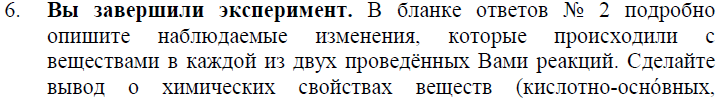 6. Вы завершили эксперимент. В бланке ответов № 2 подробно
опишите наблюдаемые изменения, которые происходили с
веществами в каждой из двух проведённых Вами реакций. Сделайте
вывод о химических свойствах веществ (кислотно-осно́вных,